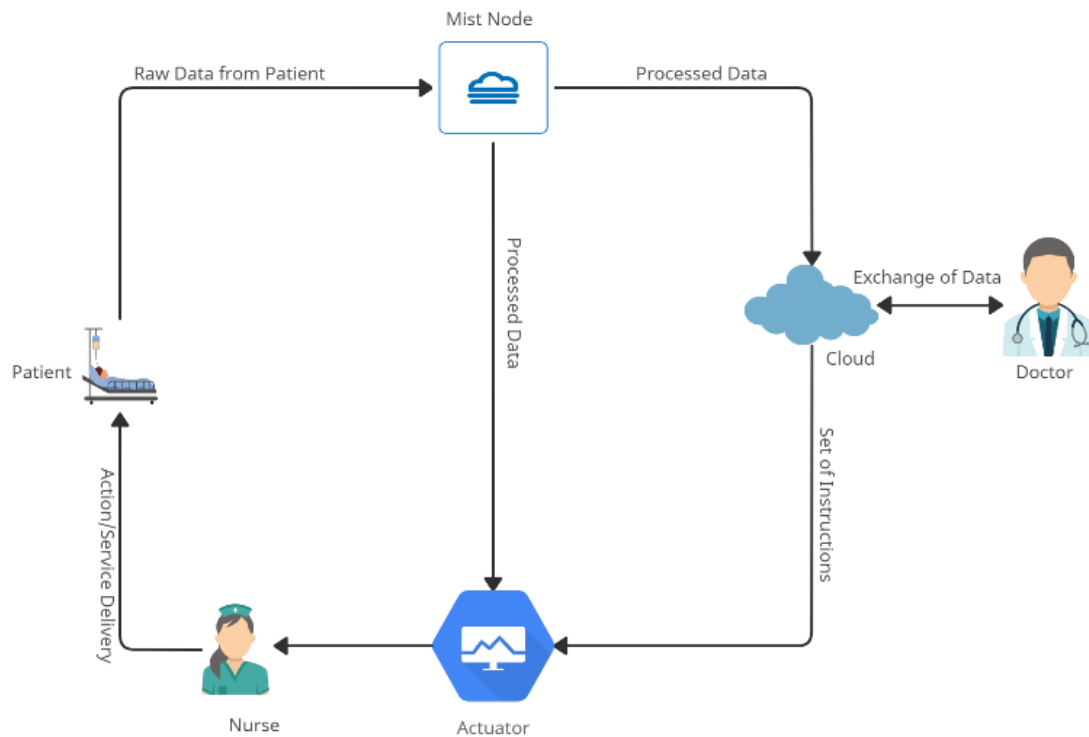 Mist Node
Raw Data from Patient
Processed Data
Processed Data
Exchange of Data
Cloud
Doctor
Patient
Set of Instructions
Action/Service Delivery
Nurse
Actuator